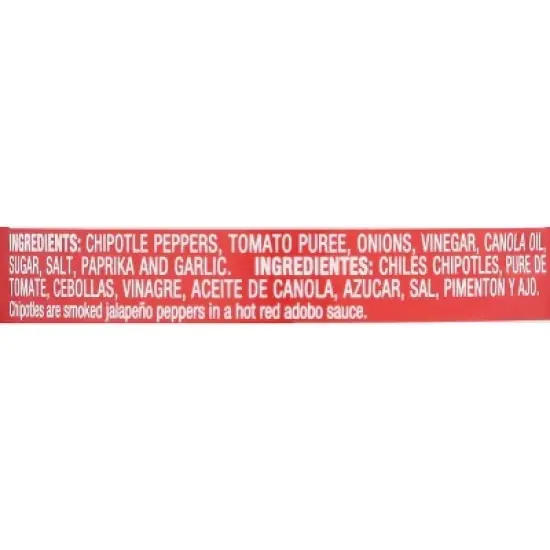 INGREDIENTS: CHIPOTLE PEPPERS, TOMATO PUREE, ONIONS, VINEGAR, CANOLA OIL,
SUGAR, SALT, PAPRIKA AND GARLIC. INGREDIENTES: CHILES CHIPOTLES, PURE DE
TOMATE, CEBOLLAS, VINAGRE, ACEITE DE CANOLA, AZUCAR, SAL, PIMENTON Y AJO.
Chipotles are smoked jalapeño peppers in a hot red adobo sauce.